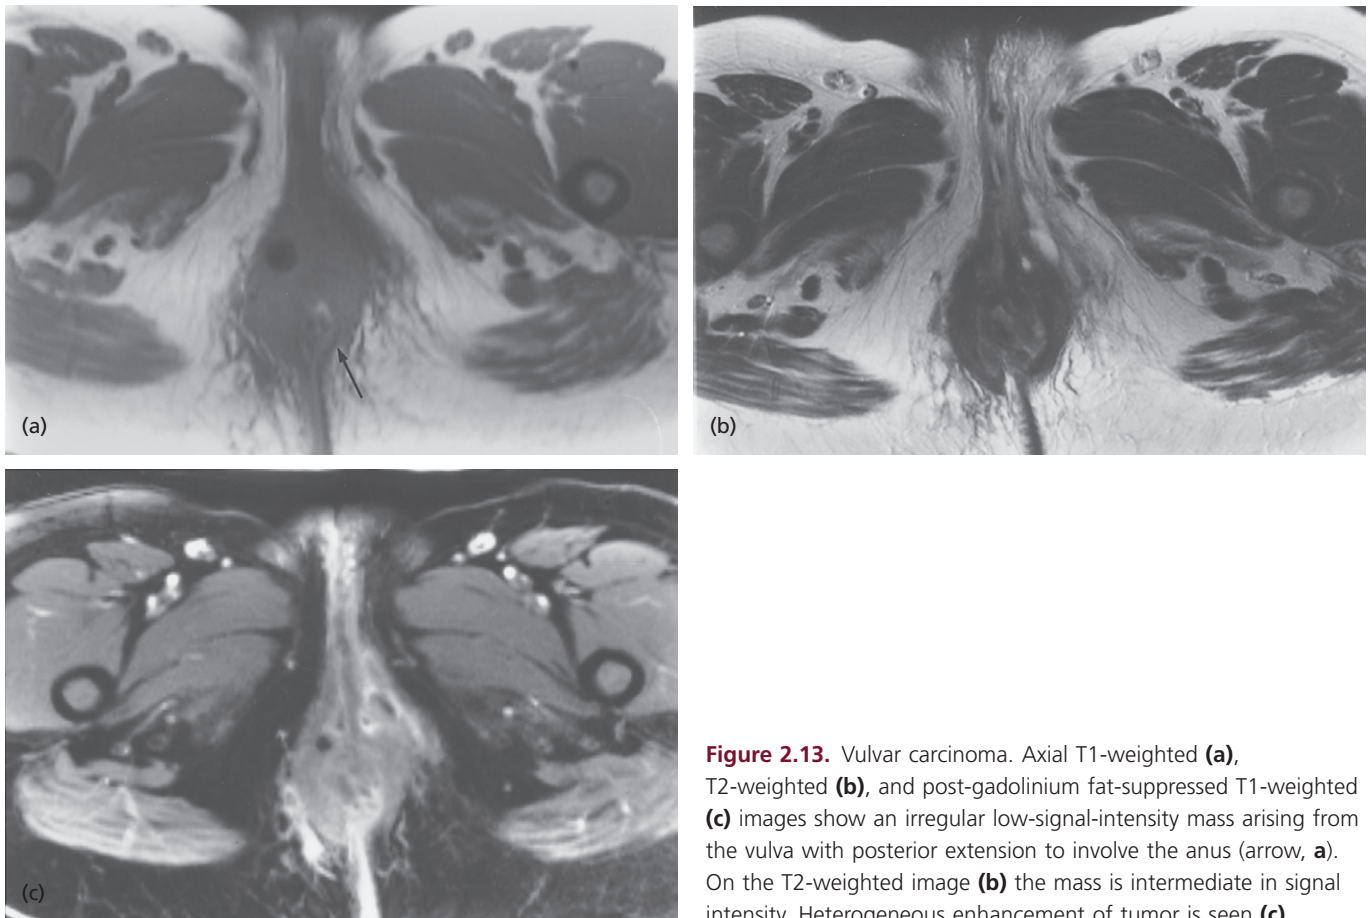 (a)
(b)
(c)
Figure 2.13. Vulvar carcinoma. Axial T1-weighted (a),
T2-weighted (b), and post-gadolinium fat-suppressed T1-weighted
(c) images show an irregular low-signal-intensity mass arising from
the vulva with posterior extension to involve the anus (arrow, a).
On the T2-weighted image (b) the mass is intermediate in signal
intensity. Heterogeneous enhancement of tumor is seen (c).